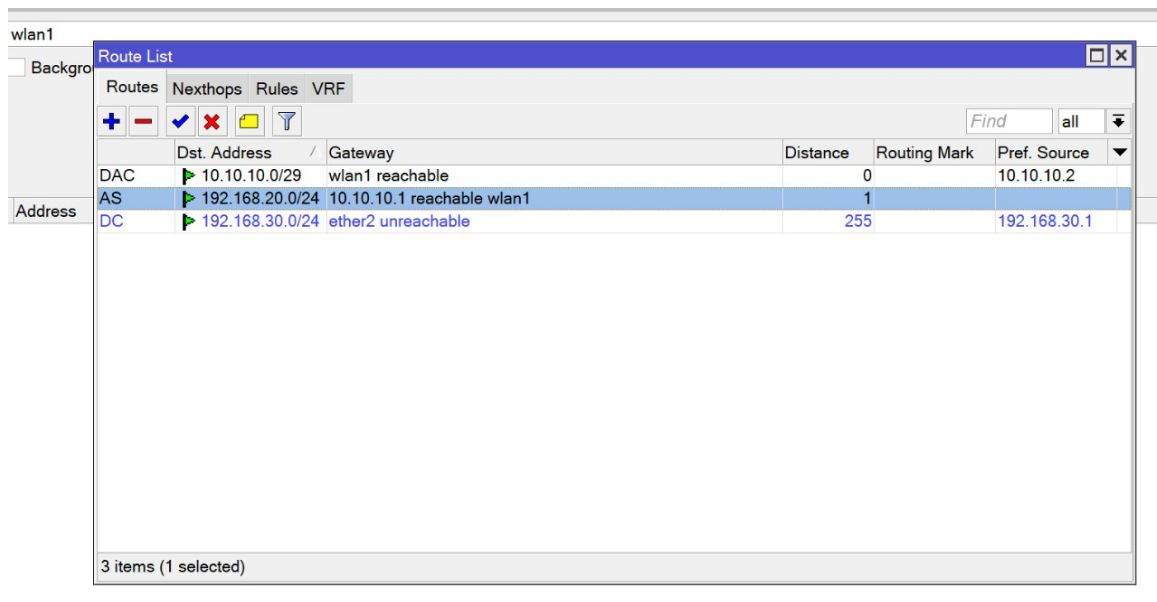 wlan1
Backgro
Route List
Routes Nexthops Rules VRF
Find all
Dst. Address Gateway Distance Routing Mark Pref. Source
DAC 10.10.10.0/29 wlan1 reachable 0 10.10.10.2
AS 192.168.20.0/24 10.10.10.1 reachable wlan1 1
Address
DC 192.168.30.0/24 ether2 unreachable 255 192.168.30.1
3 items (1 selected)